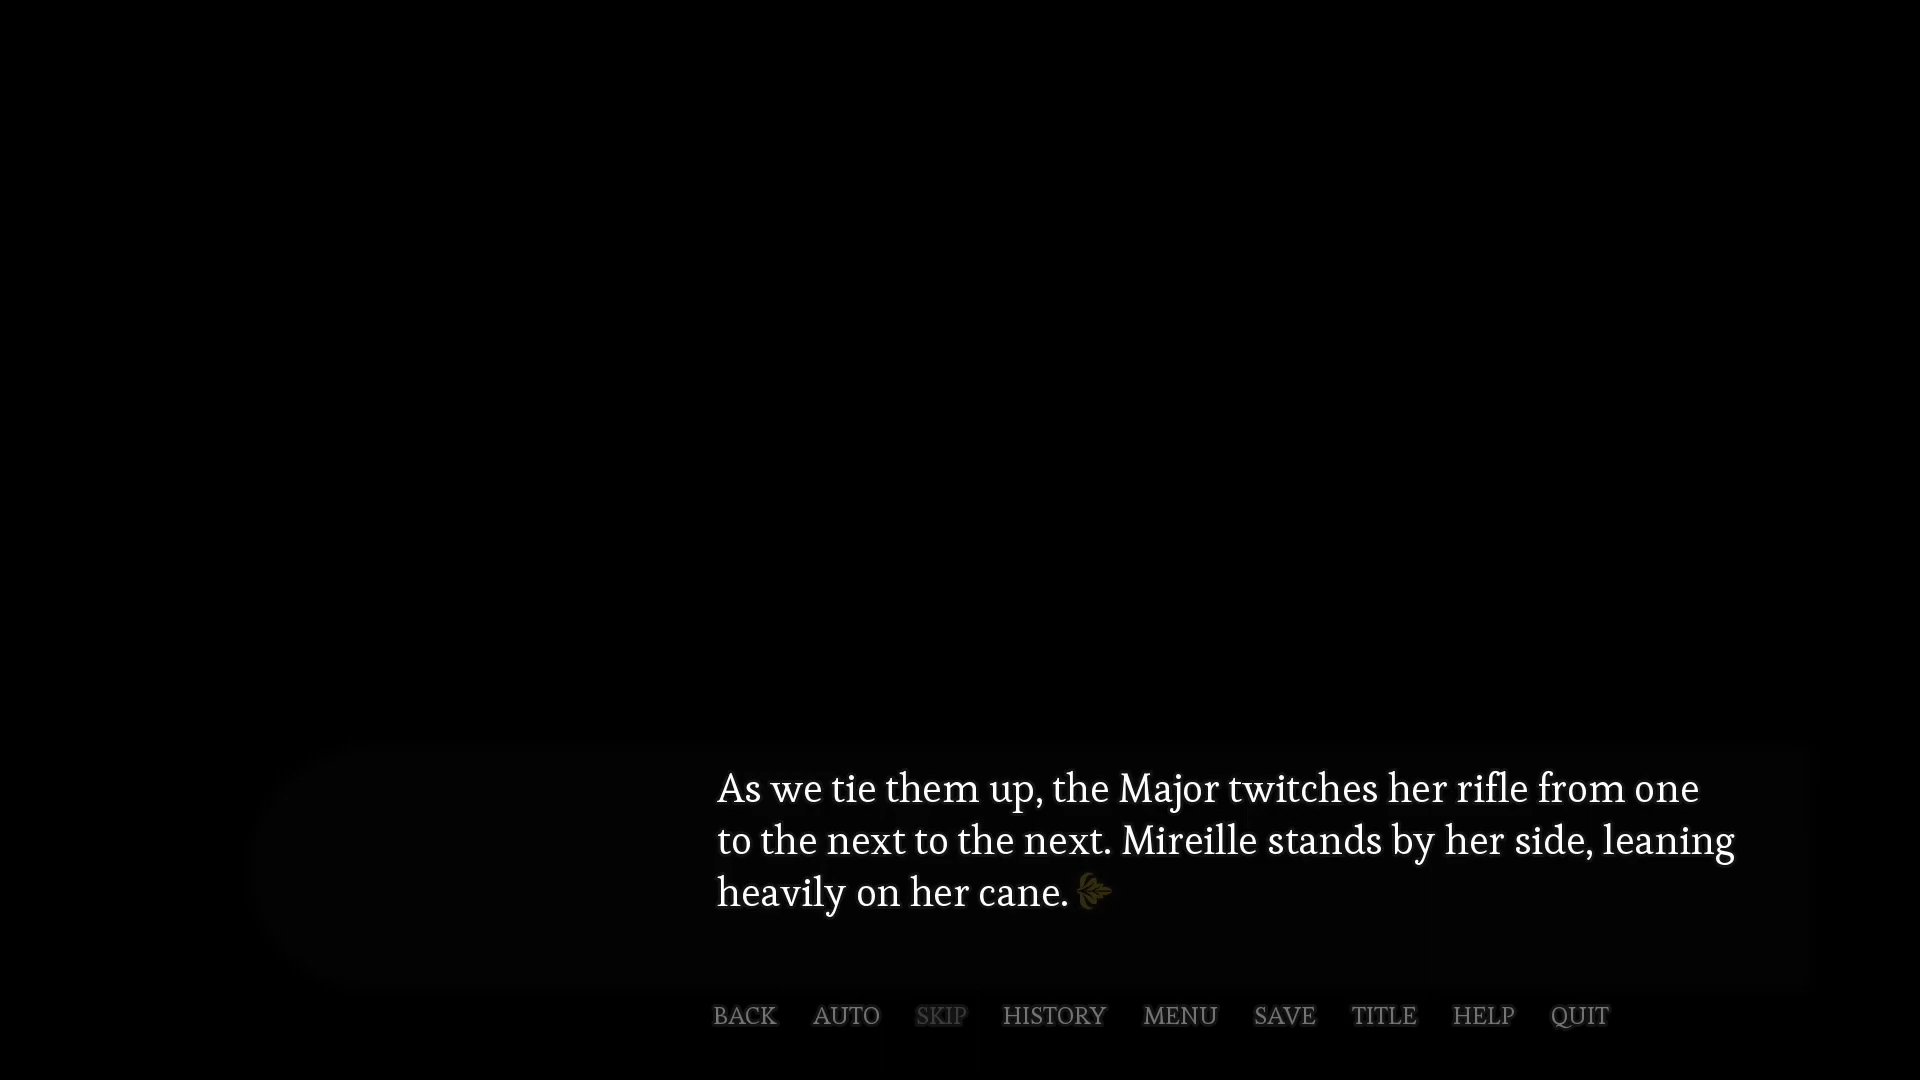 As we tie them up, the Major twitches her rifle from one
to the next to the next. Mireille stands by her side, leaning
heavily on her cane.
BACK AUTO SKIP HISTORY MENU SAVE TITLE HELP QUIT